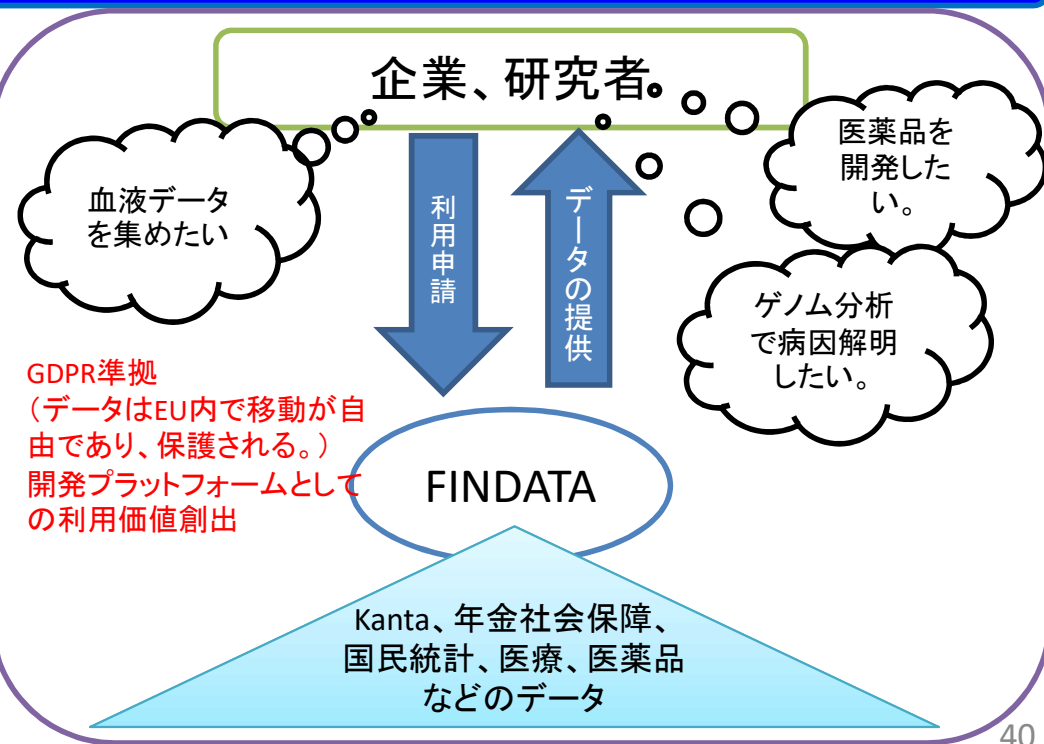 企業、研究者
血液データ
を集めたい
利用申請
データの提供
医薬品を
開発した
い。
ゲノム分析
で病因解明
したい。
GDPR準拠
（データはEU内で移動が自
由であり、保護される。）
開発プラットフォームとして
の利用価値創出
FINDATA
Kanta、年金社会保障、
国民統計、医療、医薬品
などのデータ
40